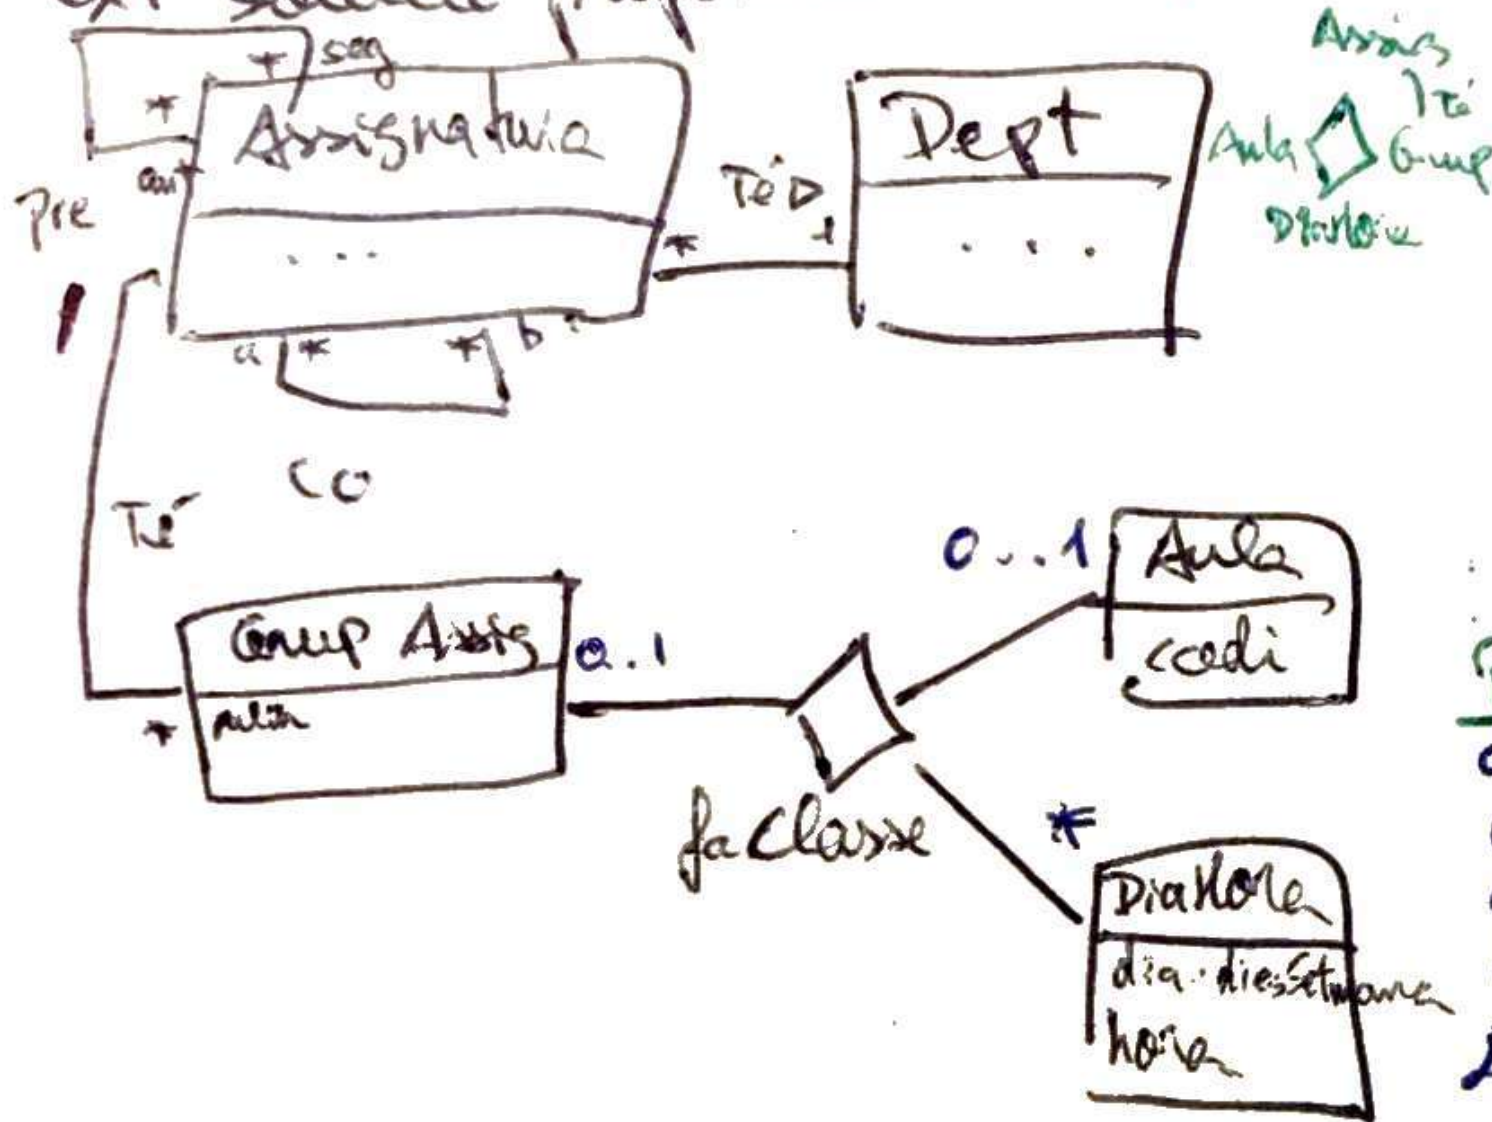 * seg
*
ant
Pre
Assignatura
...
Té ▷
* 1
Dept
...
Assig
Té
Aula Grup
DiaHora
1
a * * b
co
Té
*
Grup Assig
0..1
0...1
Aula
codi
faClasse
*
DiaHora
dia: diesSetmana
hora